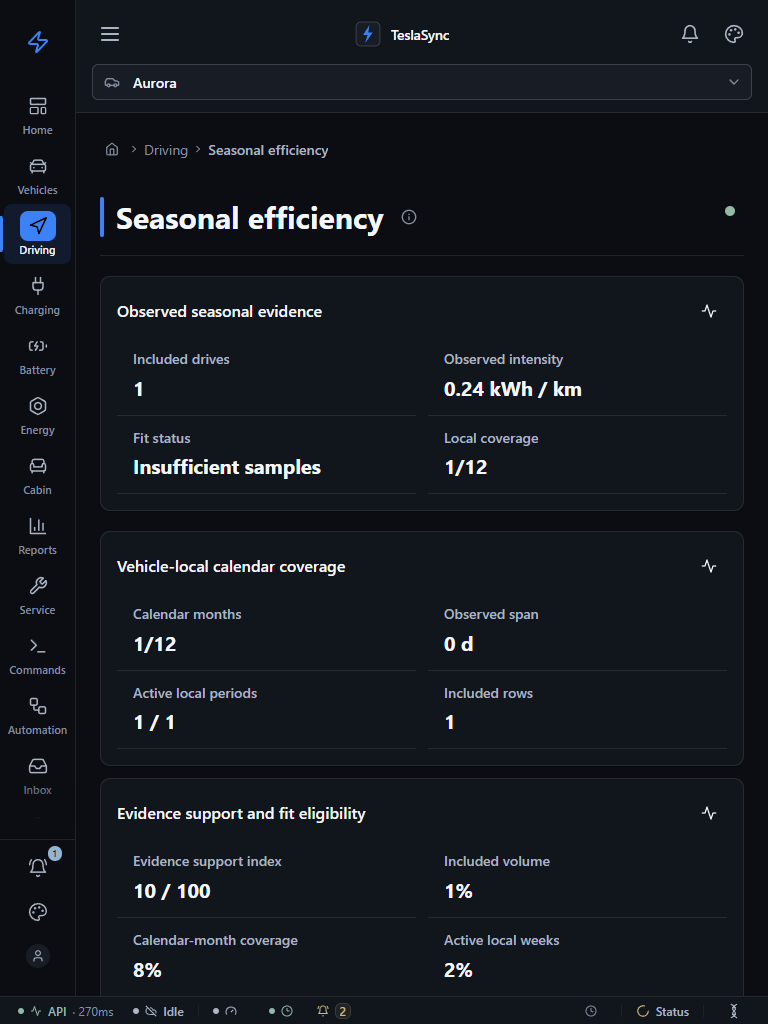 TeslaSync
Aurora
Home
Vehicles
Driving
Charging
Battery
Energy
Cabin
Reports
Service
Commands
Automation
Inbox
1
Driving > Seasonal efficiency
Seasonal efficiency
Observed seasonal evidence
Included drives
1
Observed intensity
0.24 kWh / km
Fit status
Insufficient samples
Local coverage
1/12
Vehicle-local calendar coverage
Calendar months
1/12
Observed span
0 d
Active local periods
1 / 1
Included rows
1
Evidence support and fit eligibility
Evidence support index
10 / 100
Included volume
1%
Calendar-month coverage
8%
Active local weeks
2%
API · 270ms
Idle
2
Status